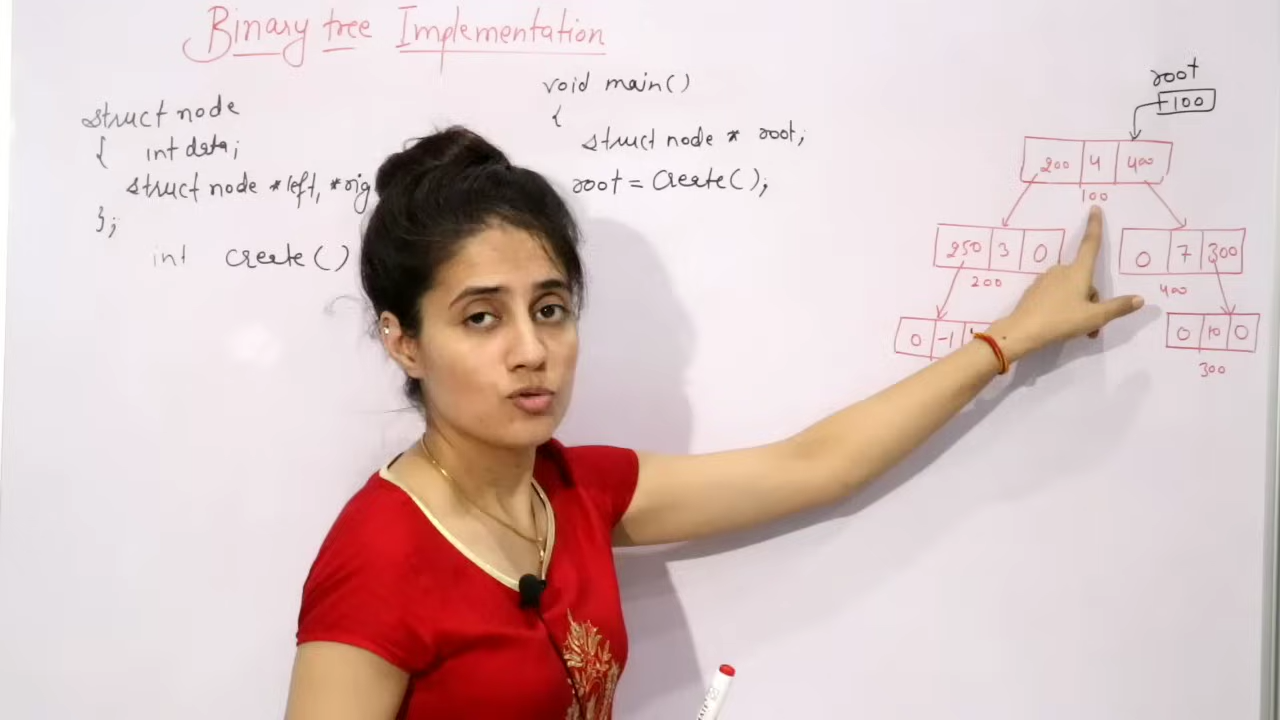 Binary tree Implementation
struct node
{ int data;
struct node *left, *rig
};
int create()
void main()
{
struct node * root;
root = Create();
root
100
200 4 400
100
250 3 0
200
0 7 300
400
0 -1
0 10 0
300